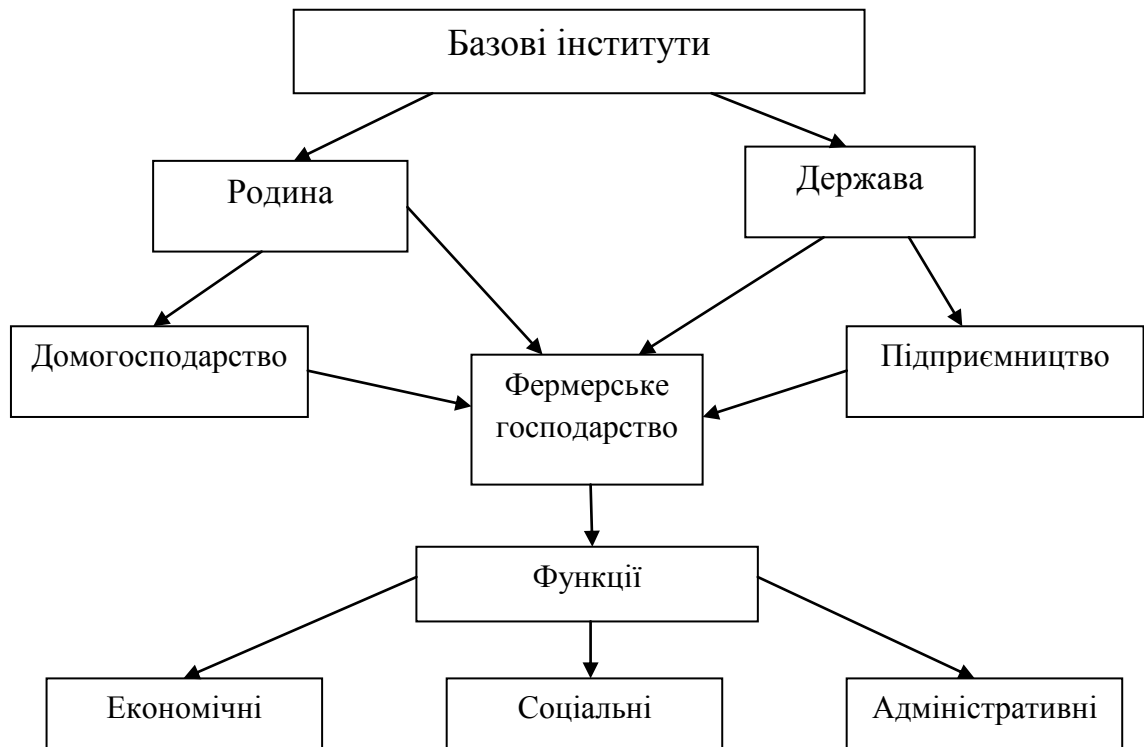 Базові інститути
Родина
Держава
Домогосподарство
Фермерське
господарство
Підприємництво
Функції
Економічні
Соціальні
Адміністративні